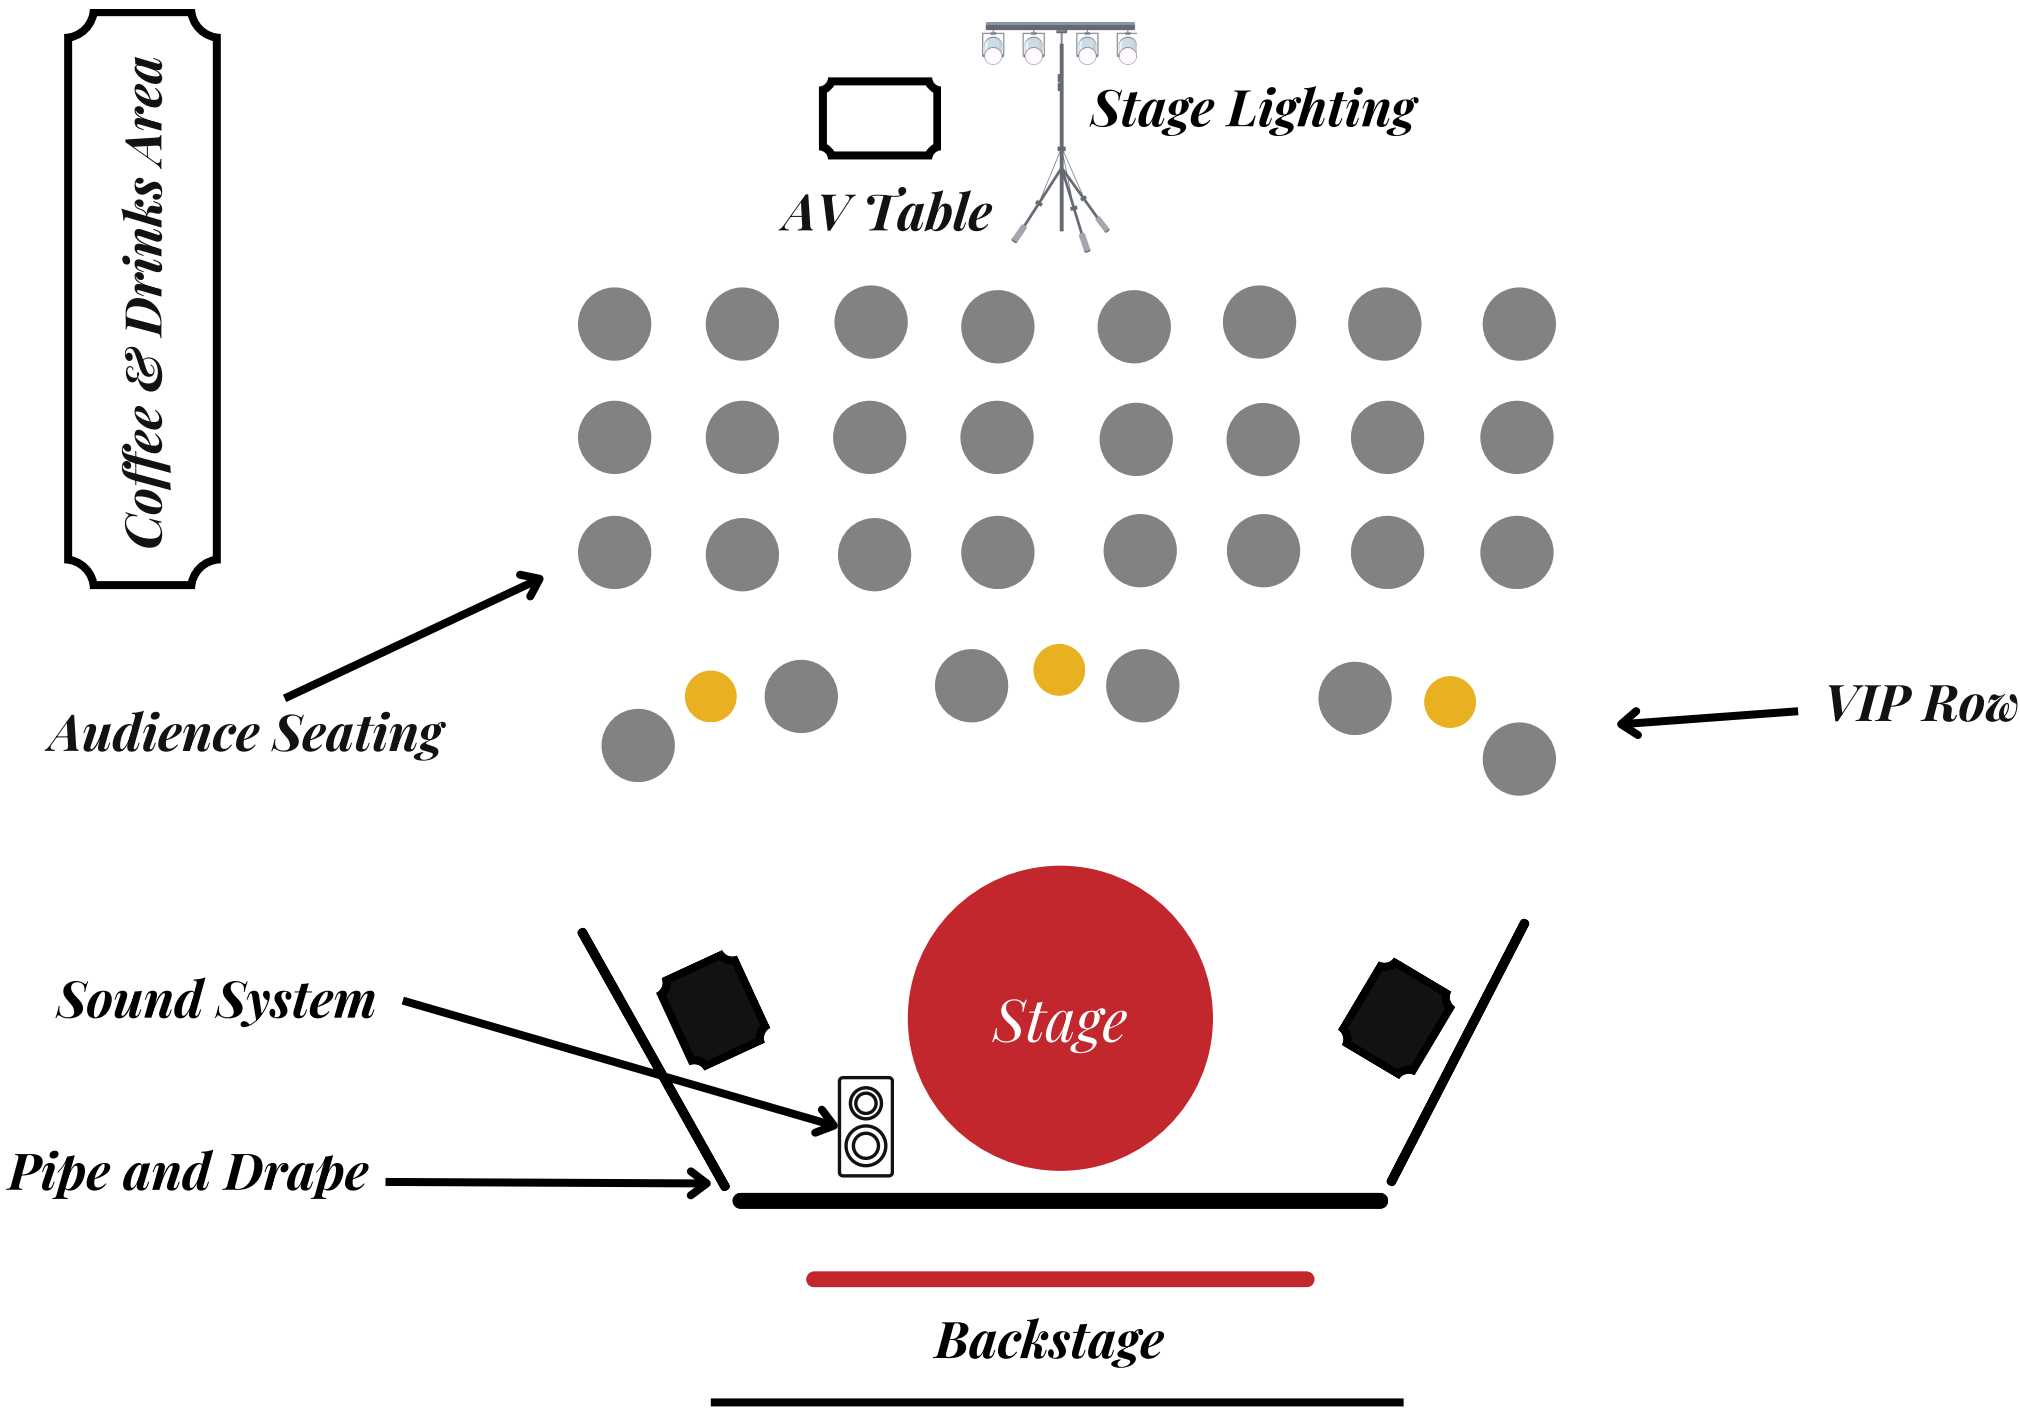 Coffee & Drinks Area
Stage Lighting
AV Table
Audience Seating
VIP Row
Sound System
Stage
Pipe and Drape
Backstage